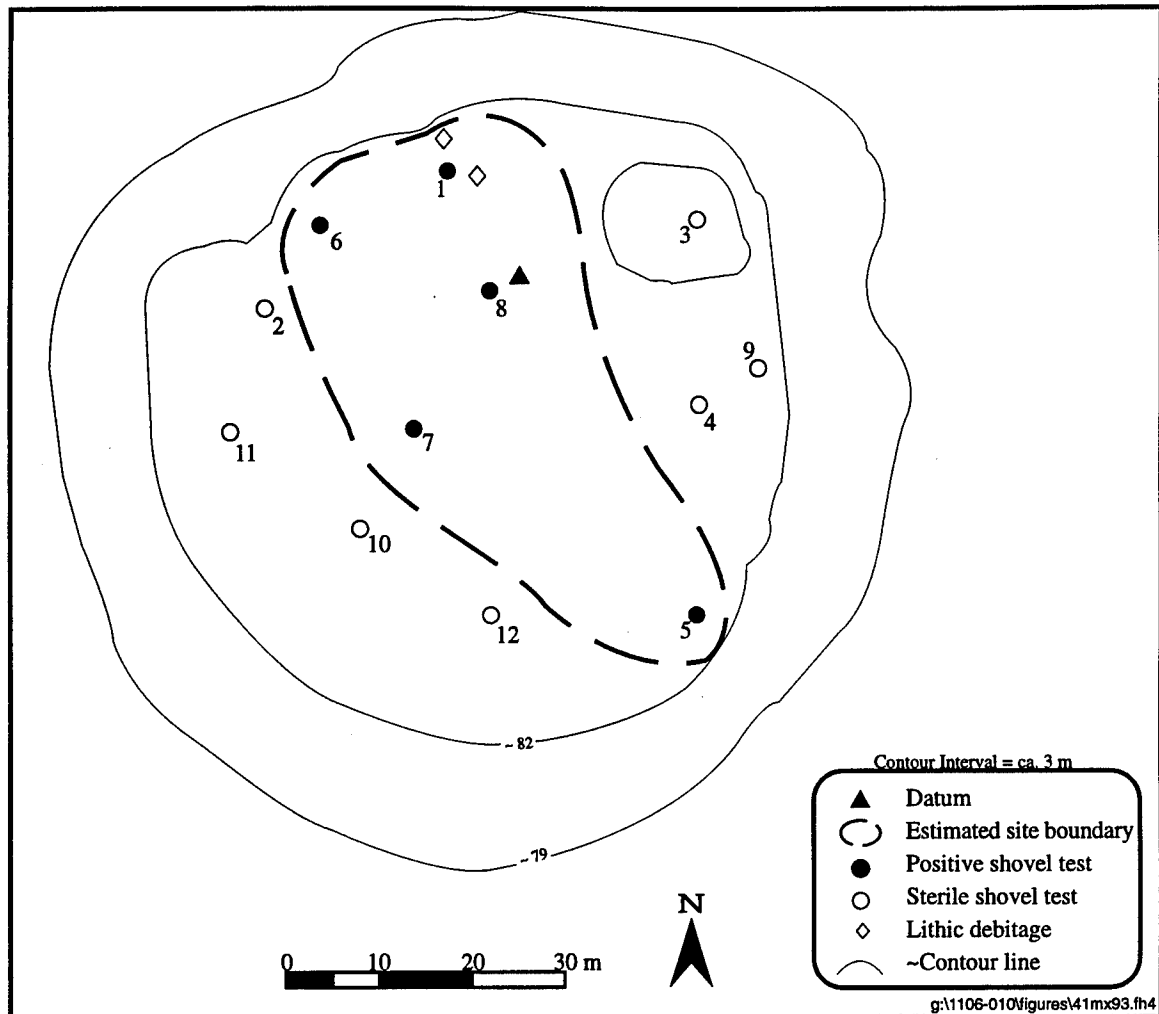 1
6
3
8
2
9
4
7
11
10
12
5
~82
~79
Contour Interval = ca. 3 m
Datum
Estimated site boundary
Positive shovel test
Sterile shovel test
Lithic debitage
~Contour line
N
0 10 20 30 m
g:\1106-010\figures\41mx93.fh4